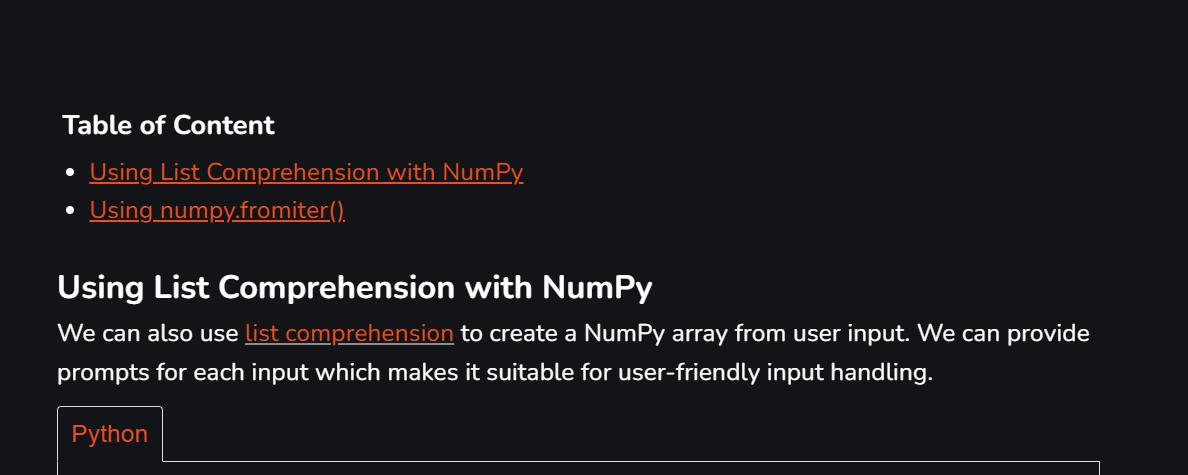 Table of Content
Using List Comprehension with NumPy
Using numpy.fromiter()
Using List Comprehension with NumPy
We can also use list comprehension to create a NumPy array from user input. We can provide
prompts for each input which makes it suitable for user-friendly input handling.
Python